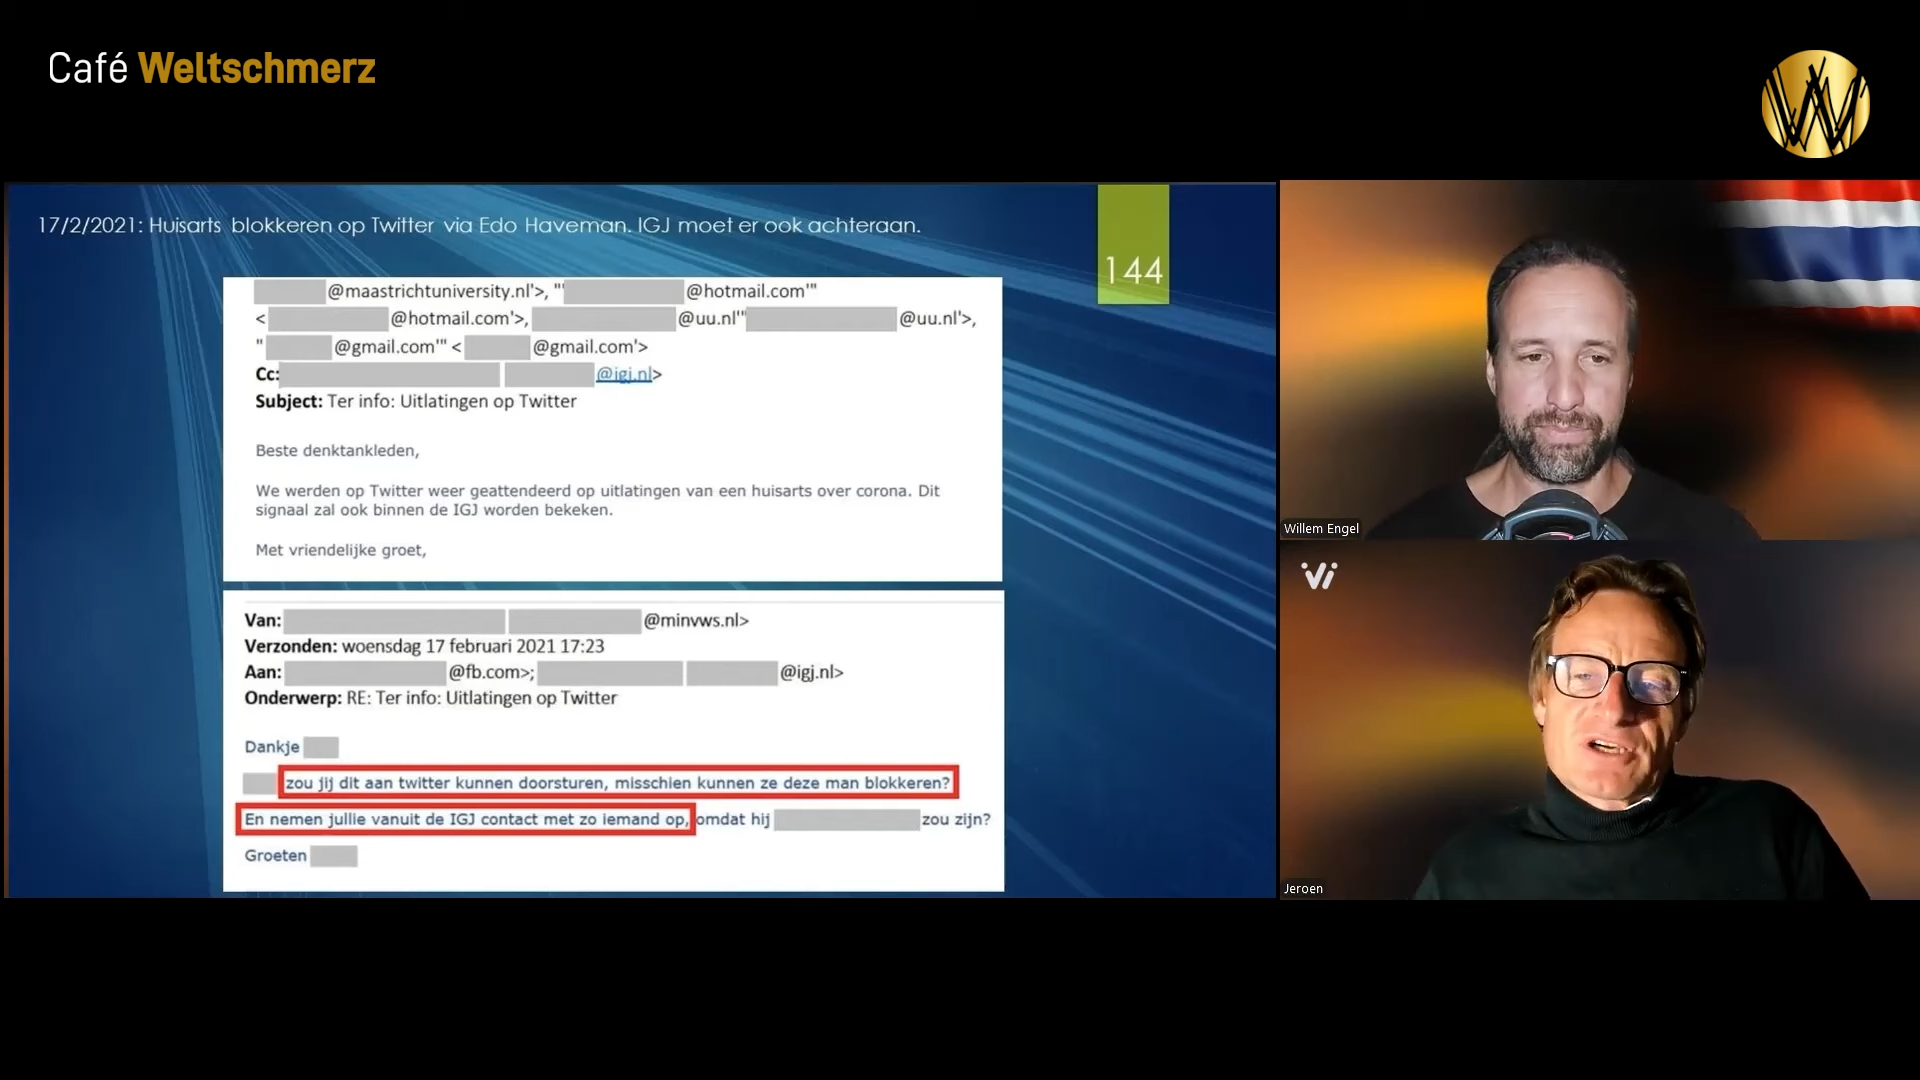 Café Weltschmerz
17/2/2021: Huisarts blokkeren op Twitter via Edo Haveman. IGJ moet er ook achteraan.
144
@maastrichtuniversity.nl'>, "' @hotmail.com'"
< @hotmail.com'>, @uu.nl'" @uu.nl'>,
" @gmail.com'" < @gmail.com'>
Cc: @igj.nl>
Subject: Ter info: Uitlatingen op Twitter
Beste denktankleden,
We werden op Twitter weer geattendeerd op uitlatingen van een huisarts over corona. Dit
signaal zal ook binnen de IGJ worden bekeken.
Met vriendelijke groet,
Van: @minvws.nl>
Verzonden: woensdag 17 februari 2021 17:23
Aan: @fb.com>; @igj.nl>
Onderwerp: RE: Ter info: Uitlatingen op Twitter
Dankje
zou jij dit aan twitter kunnen doorsturen, misschien kunnen ze deze man blokkeren?
En nemen jullie vanuit de IGJ contact met zo iemand op, omdat hij zou zijn?
Groeten
Willem Engel
Jeroen